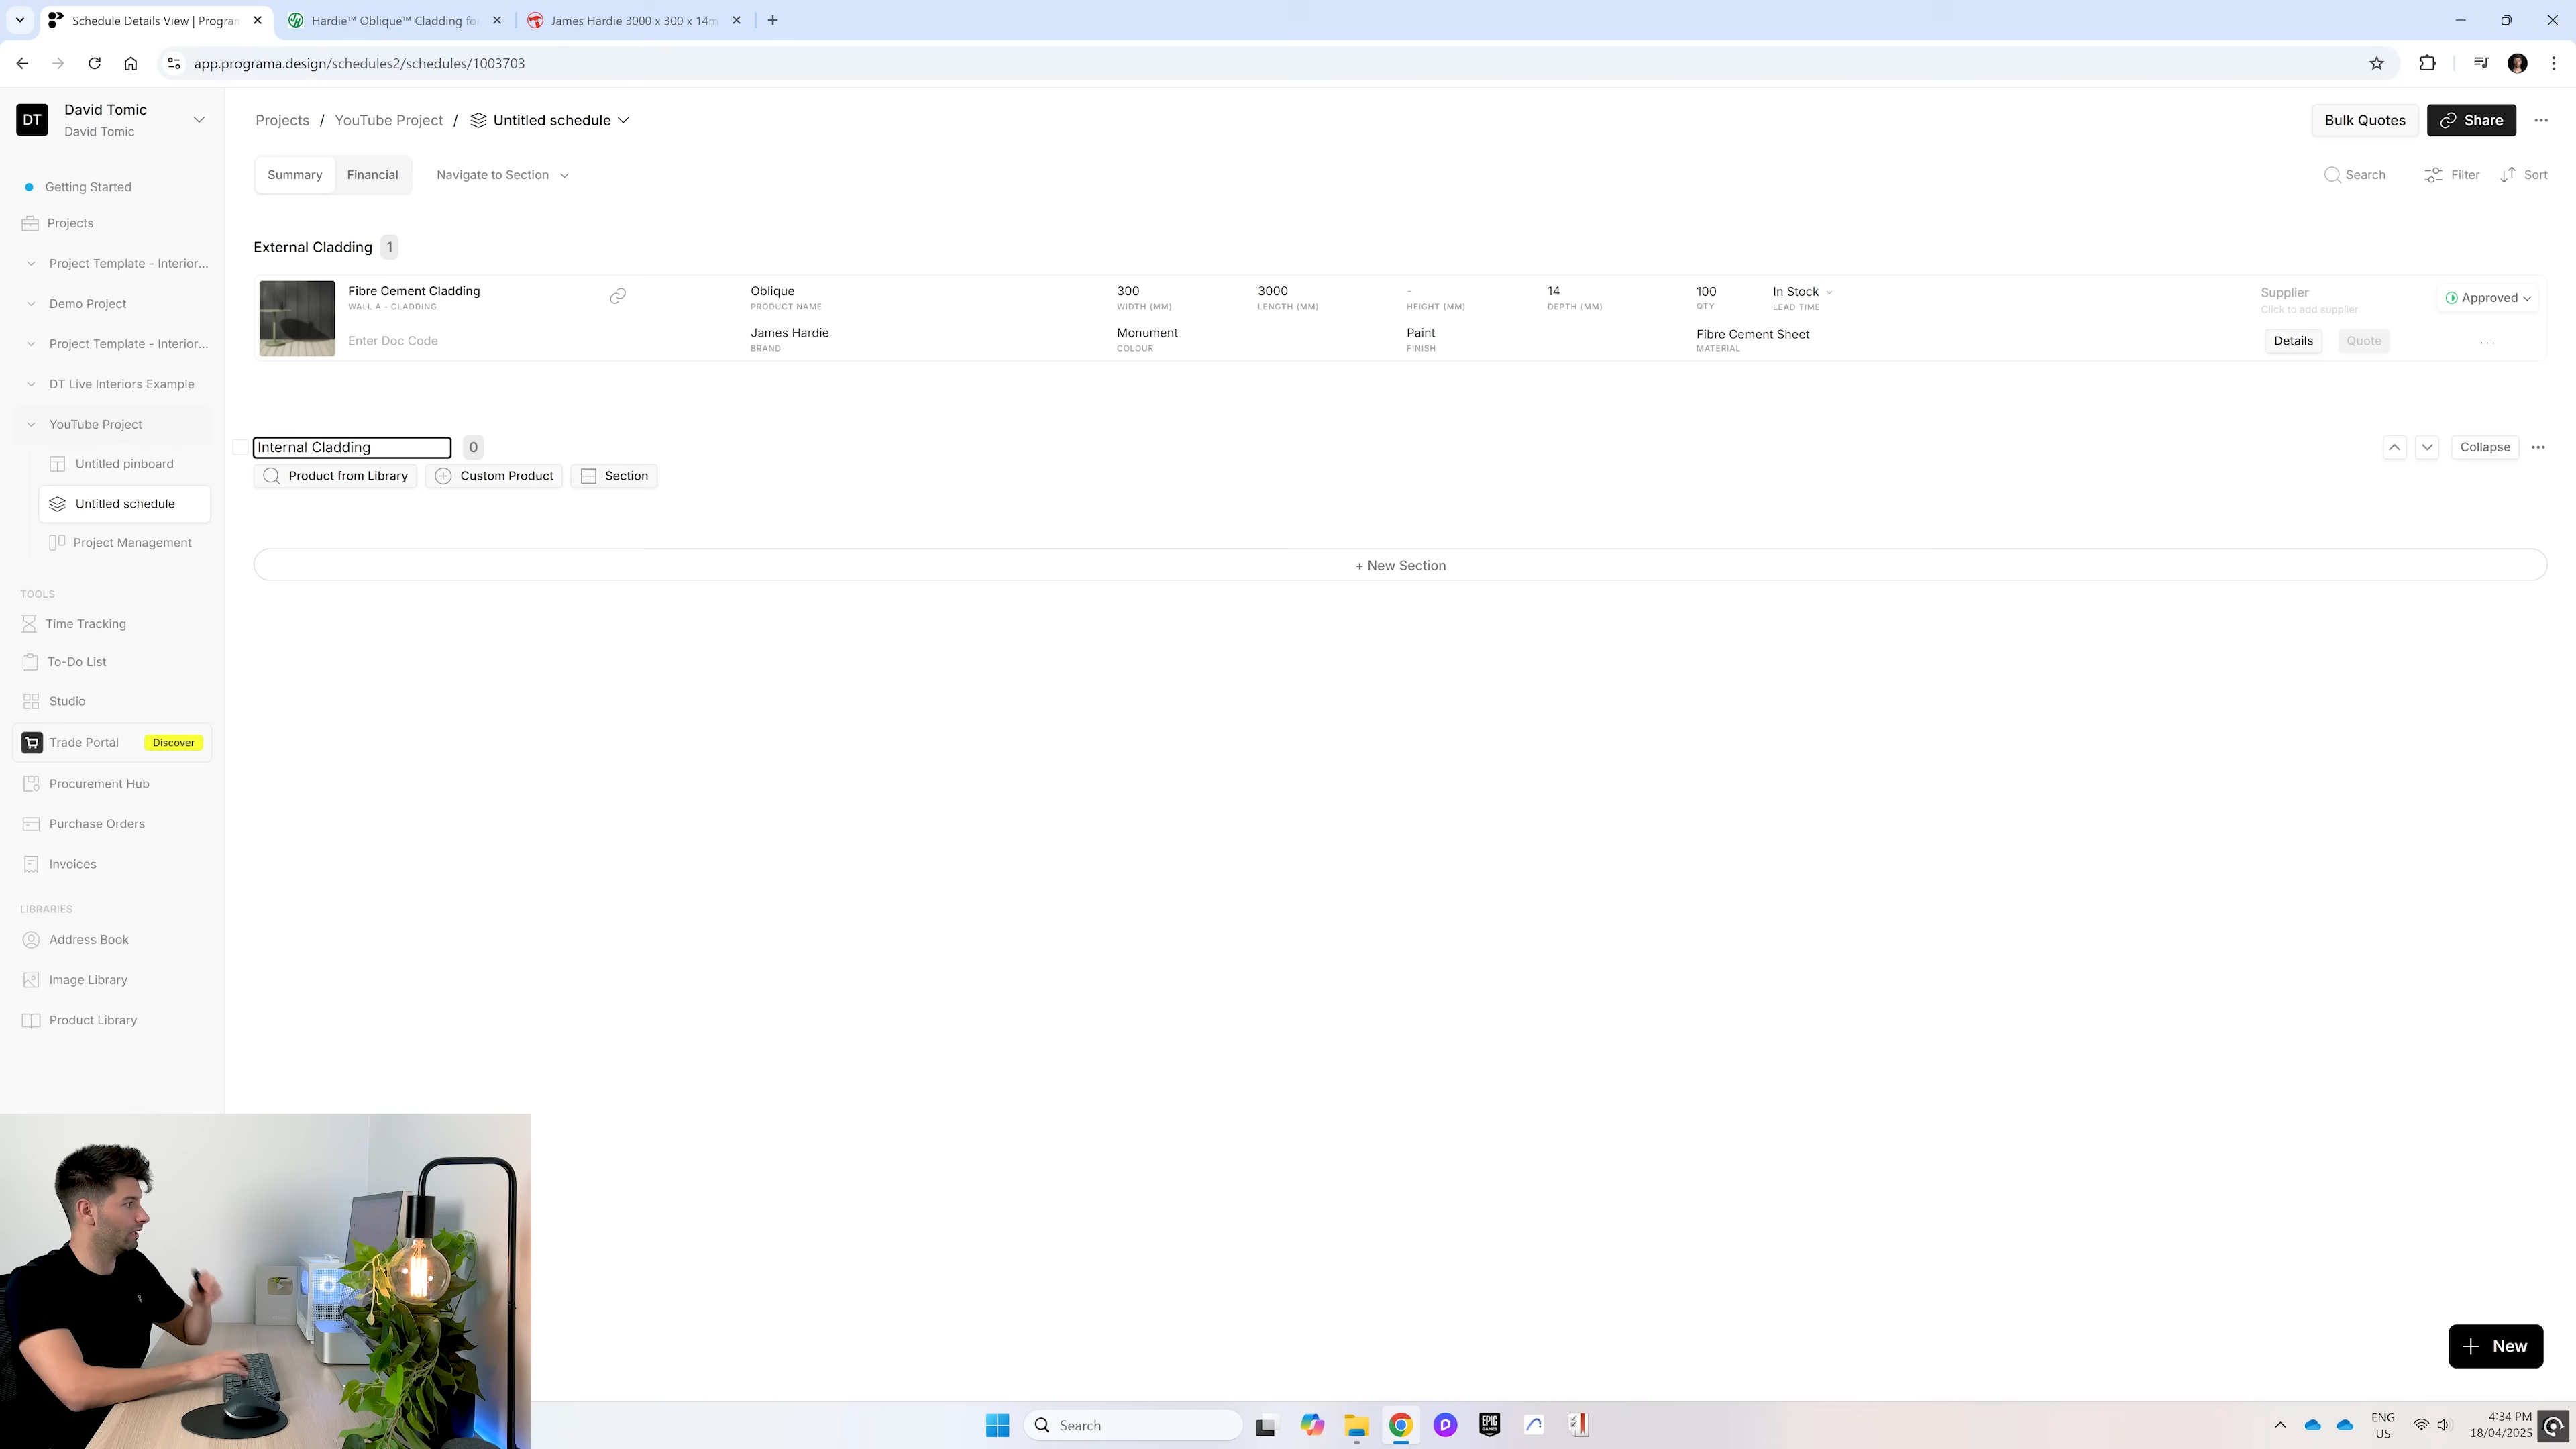 Schedule Details View | Program
Hardie™ Oblique™ Cladding fo
James Hardie 3000 x 300 x 14m
app.programa.design/schedules2/schedules/1003703
DT
David Tomic
David Tomic
Getting Started
Projects
Project Template - Interior...
Demo Project
Project Template - Interior...
DT Live Interiors Example
YouTube Project
Untitled pinboard
Untitled schedule
Project Management
TOOLS
Time Tracking
To-Do List
Studio
Trade Portal Discover
Procurement Hub
Purchase Orders
Invoices
LIBRARIES
Address Book
Image Library
Product Library
Projects / YouTube Project / Untitled schedule
Bulk Quotes
Share
Summary Financial Navigate to Section
Search Filter Sort
External Cladding 1
Fibre Cement Cladding
WALL A - CLADDING
Enter Doc Code
Oblique
PRODUCT NAME
James Hardie
BRAND
300
WIDTH (MM)
3000
LENGTH (MM)
-
HEIGHT (MM)
14
DEPTH (MM)
100
QTY
In Stock
LEAD TIME
Monument
COLOUR
Paint
FINISH
Fibre Cement Sheet
MATERIAL
Supplier
Click to add supplier
Approved
Details
Quote
...
Internal Cladding 0
Collapse
Product from Library
Custom Product
Section
+ New Section
+ New
Search
EPIC GAMES
ENG
US
4:34 PM
18/04/2025